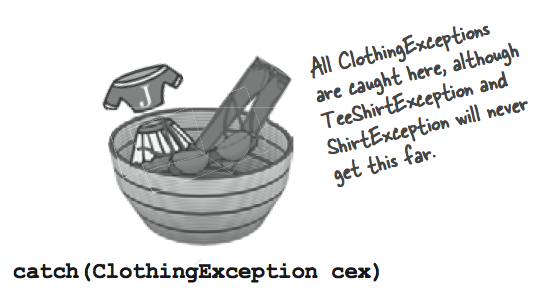 All ClothingExceptions
are caught here, although
TeeShirtException and
ShirtException will never
get this far.
J
catch(ClothingException cex)